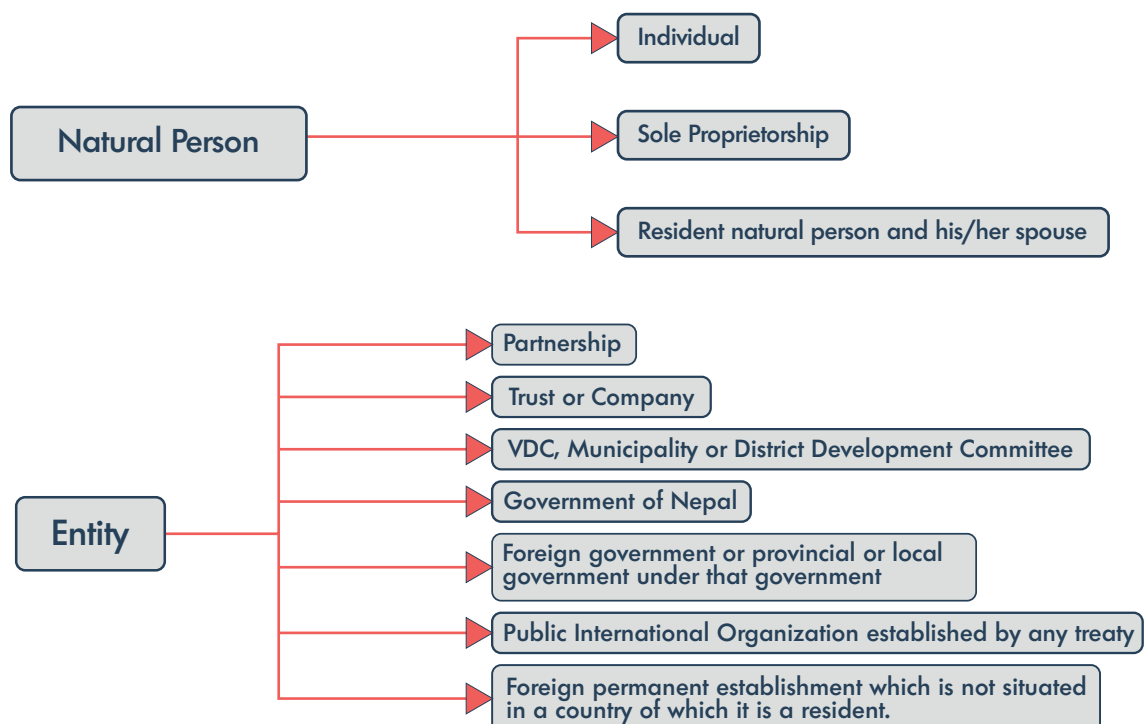 Natural Person
Individual
Sole Proprietorship
Resident natural person and his/her spouse
Entity
Partnership
Trust or Company
VDC, Municipality or District Development Committee
Government of Nepal
Foreign government or provincial or local
government under that government
Public International Organization established by any treaty
Foreign permanent establishment which is not situated
in a country of which it is a resident.